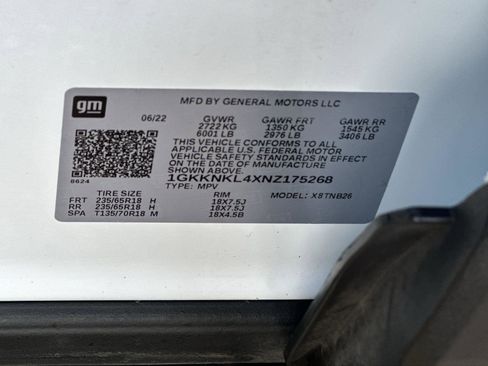 gm
MFD BY GENERAL MOTORS LLC
06/22 GVWR GAWR FRT GAWR RR
2722 KG 1350 KG 1545 KG
6001 LB 2976 LB 3406 LB
THIS VEHICLE CONFORMS TO ALL
APPLICABLE U.S. FEDERAL MOTOR
VEHICLE SAFETY STANDARDS IN EFFECT
ON THE DATE OF MANUFACTURE
SHOWN ABOVE.
1GKKNKL4XNZ175268
8624 TYPE: MPV MODEL: X8TNB26
TIRE SIZE RIM
FRT 235/65R18 H 18X7.5J
RR 235/65R18 H 18X7.5J
SPA T135/70R18 M 18X4.5B